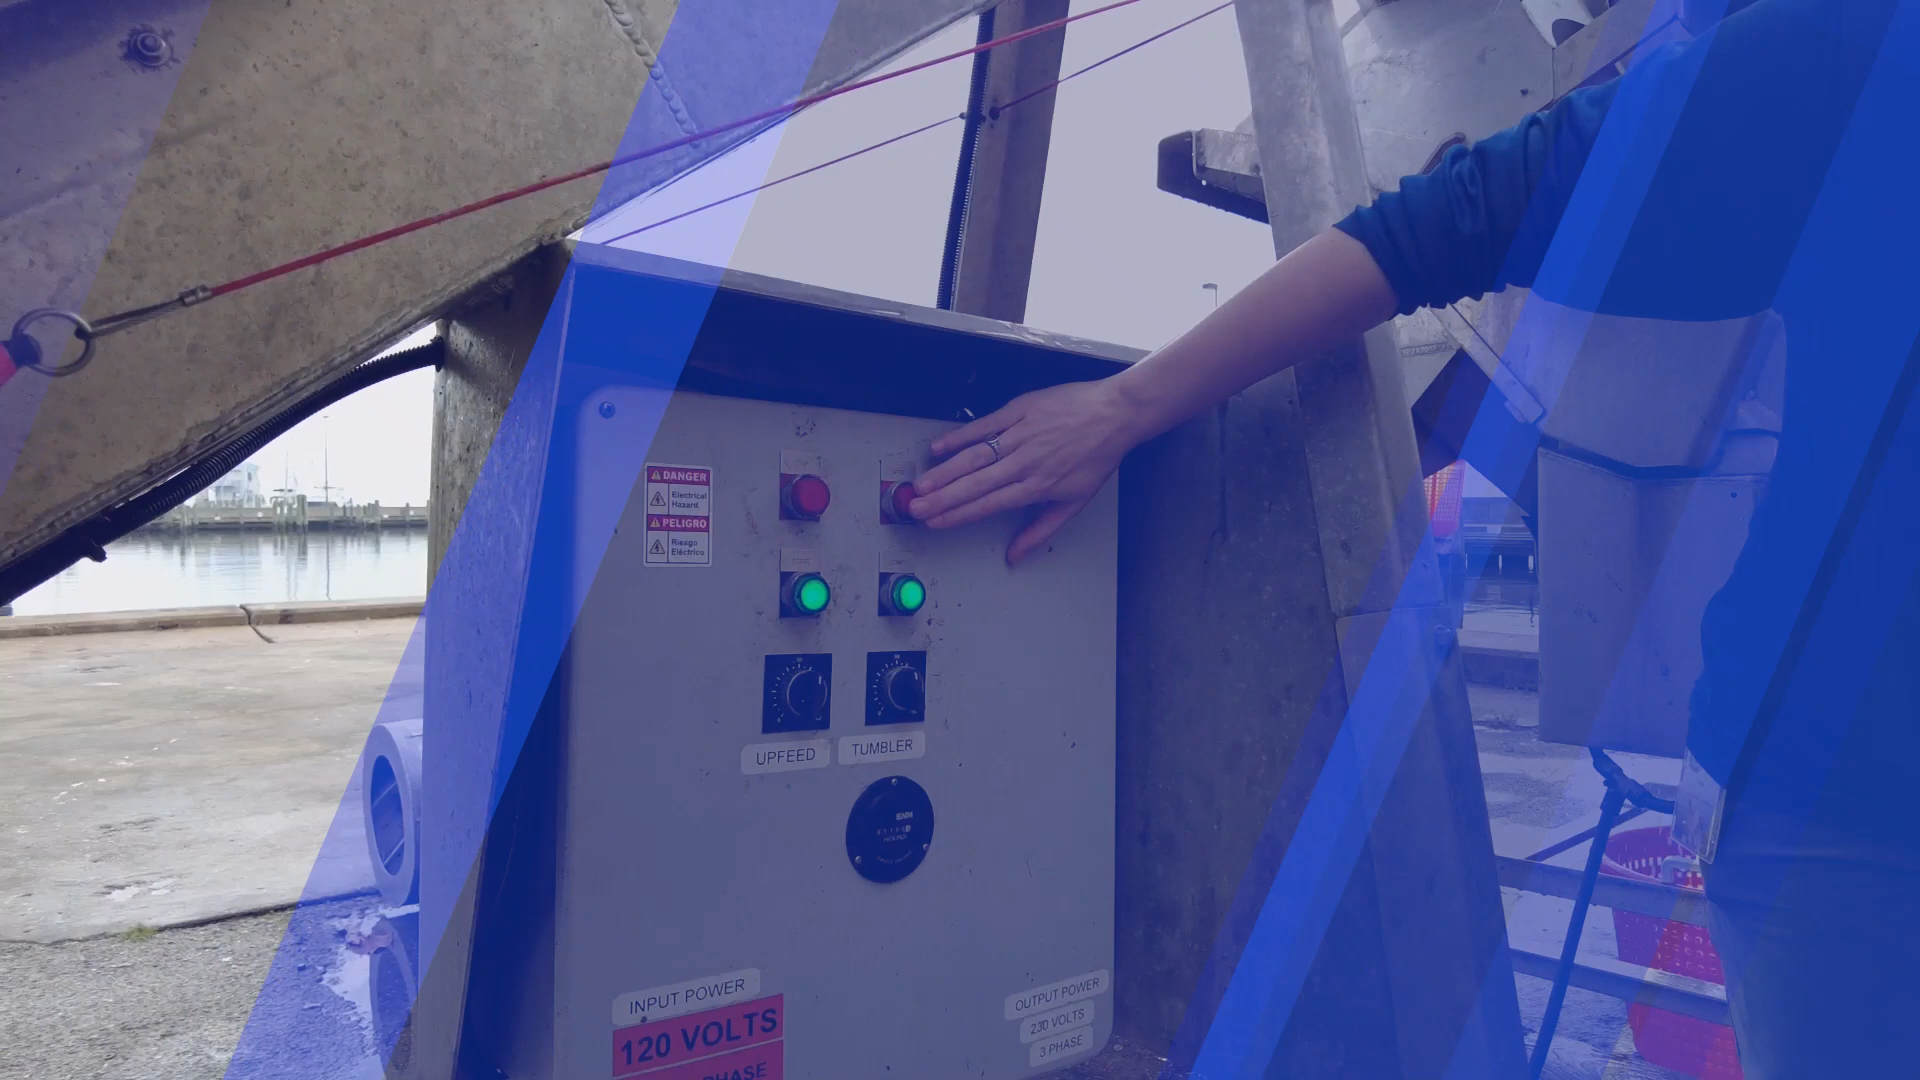 DANGER
Electrical
Hazard.
PELIGRO
Riesgo
Eléctrico.
UPFEED
TUMBLER
HOURS
INPUT POWER
120 VOLTS
PHASE
OUTPUT POWER
230 VOLTS
3 PHASE